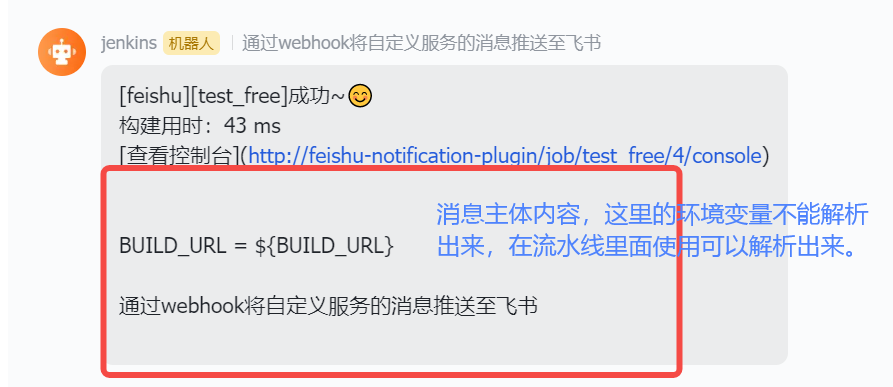 jenkins 机器人 | 通过webhook将自定义服务的消息推送至飞书
[feishu][test_free]成功~😊
构建用时：43 ms
[查看控制台](http://feishu-notification-plugin/job/test_free/4/console)
消息主体内容，这里的环境变量不能解析
出来，在流水线里面使用可以解析出来。
BUILD_URL = ${BUILD_URL}
通过webhook将自定义服务的消息推送至飞书